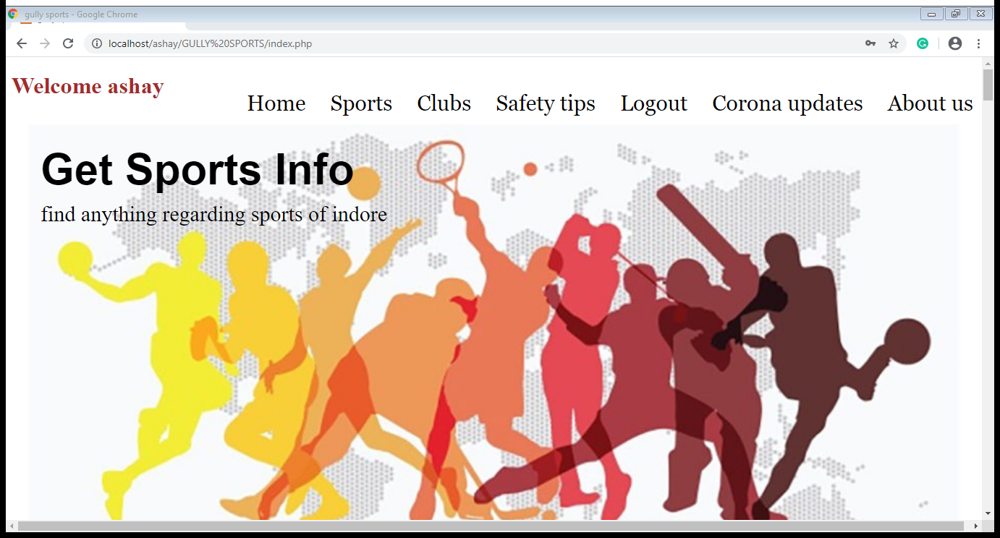 gully sports - Google Chrome
localhost/ashay/GULLY%20SPORTS/index.php
Welcome ashay
Home Sports Clubs Safety tips Logout Corona updates About us
Get Sports Info
find anything regarding sports of indore